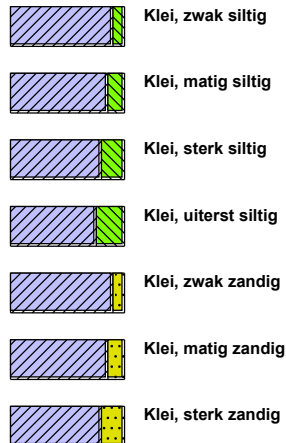 Klei, zwak siltig
Klei, matig siltig
Klei, sterk siltig
Klei, uiterst siltig
Klei, zwak zandig
Klei, matig zandig
Klei, sterk zandig